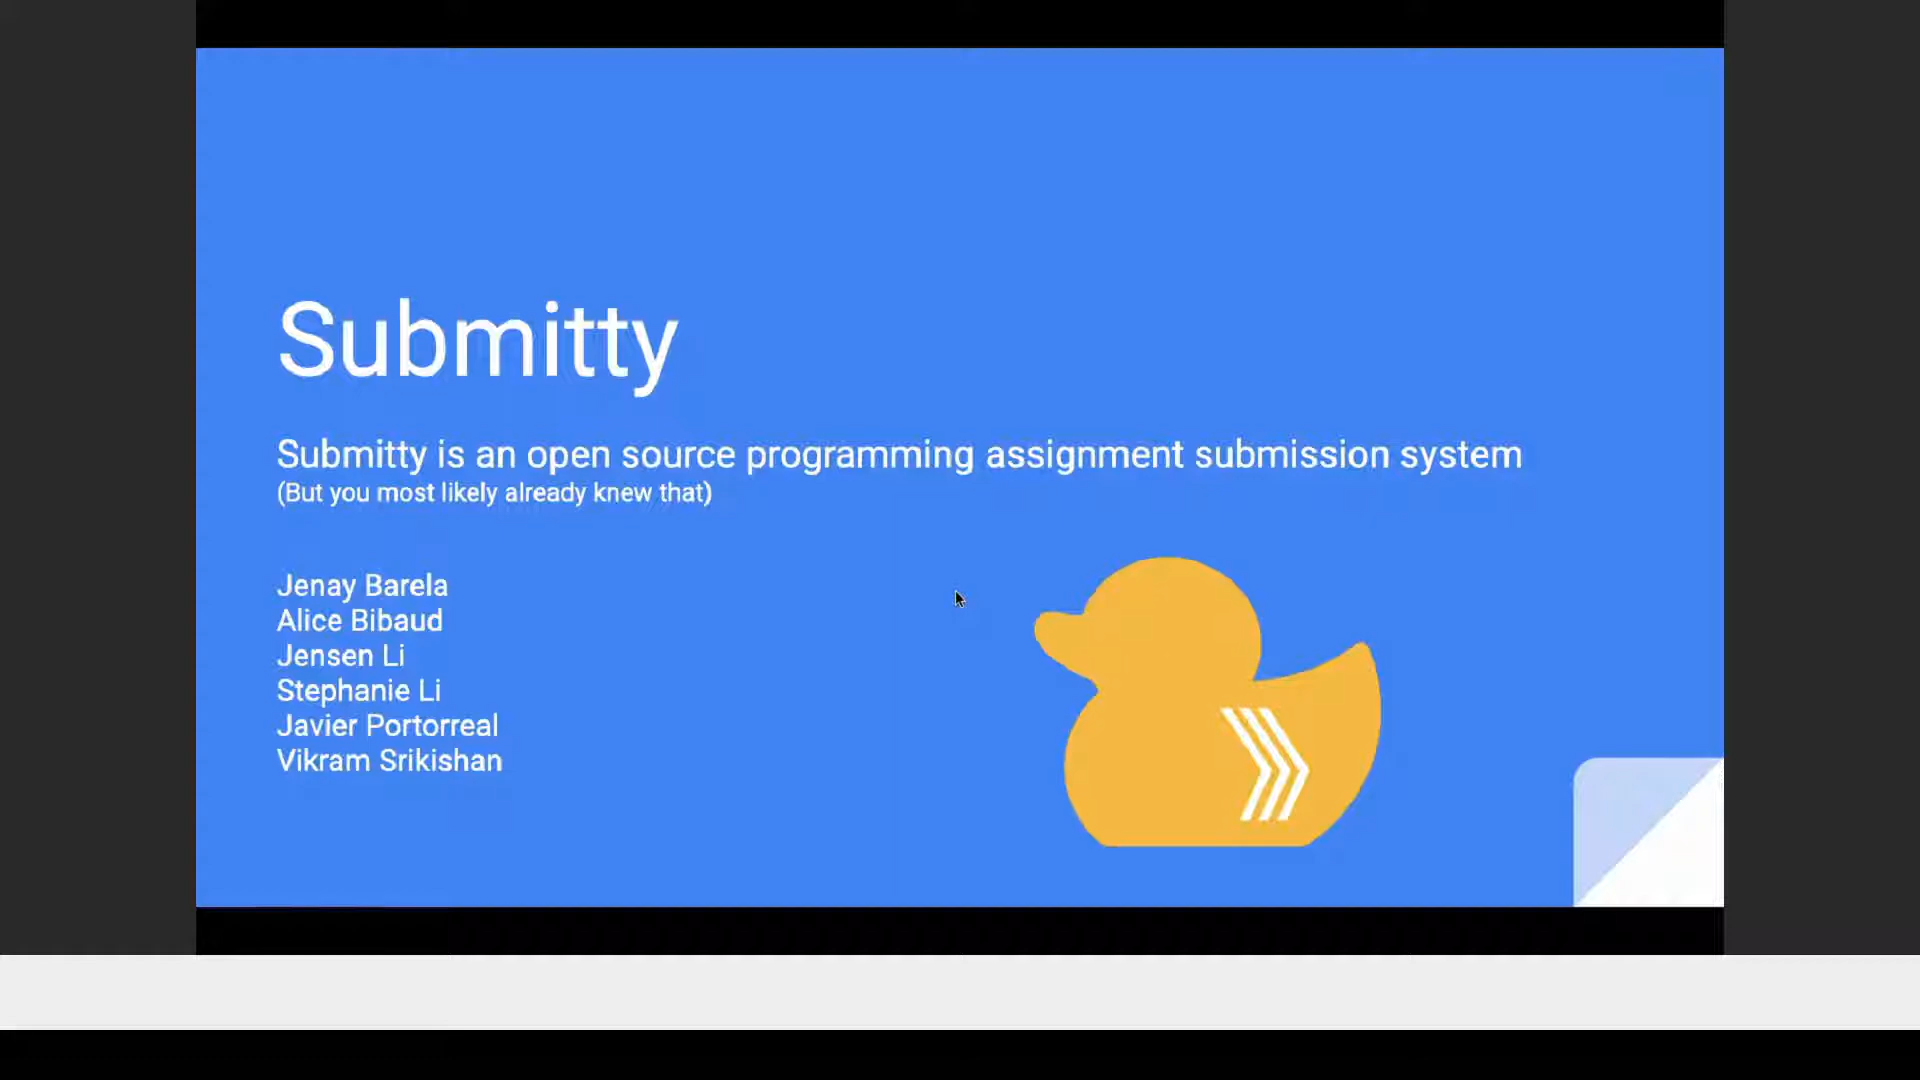 Submitty
Submitty is an open source programming assignment submission system
(But you most likely already knew that)
Jenay Barela
Alice Bibaud
Jensen Li
Stephanie Li
Javier Portorreal
Vikram Srikishan